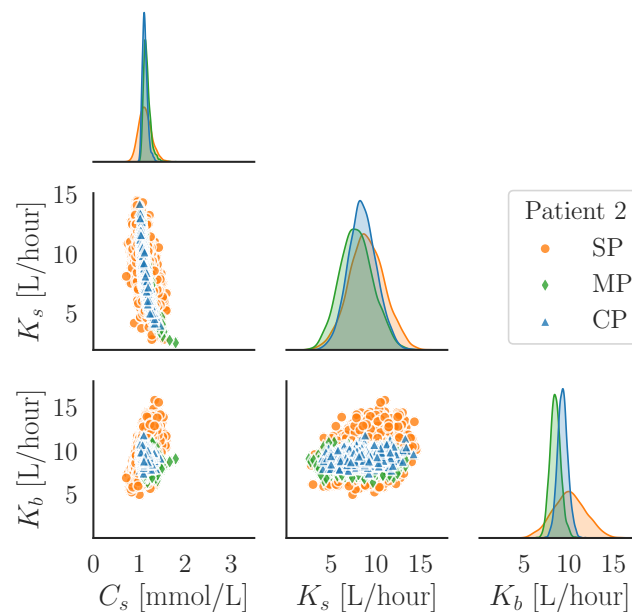 15
10
5
K_s [L/hour]
Patient 2
SP
MP
CP
15
10
5
0
K_b [L/hour]
0 1 2 3
5 10 15
5 10 15
C_s [mmol/L]
K_s [L/hour]
K_b [L/hour]